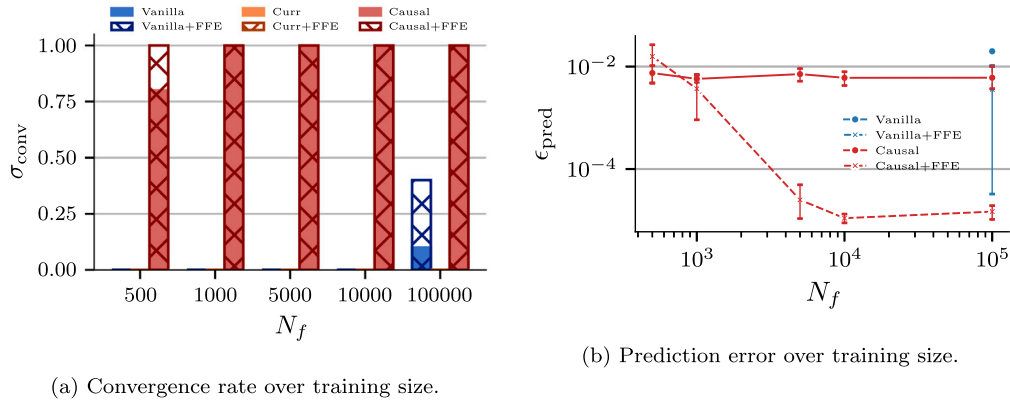 Vanilla Curr Causal
Vanilla+FFE Curr+FFE Causal+FFE
1.00
0.75
0.50
0.25
0.00
σconv
500 1000 5000 10000 100000
Nf
(a) Convergence rate over training size.
10⁻²
10⁻⁴
ϵpred
Vanilla
Vanilla+FFE
Causal
Causal+FFE
10³ 10⁴ 10⁵
Nf
(b) Prediction error over training size.